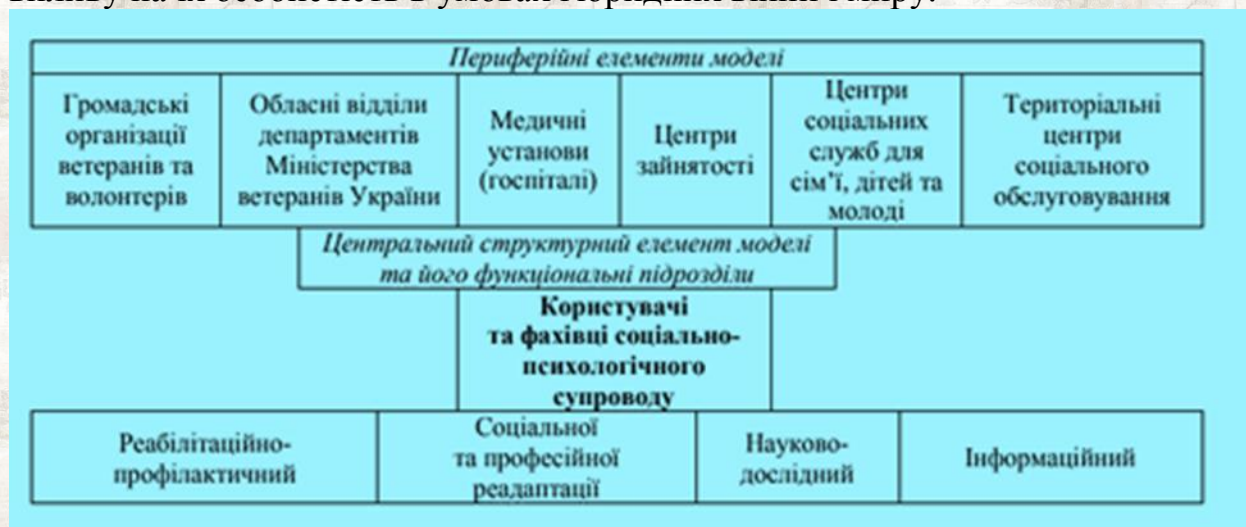 Периферійні елементи моделі
Громадські
організації
ветеранів та
волонтерів
Обласні відділи
департаментів
Міністерства
ветеранів України
Медичні
установи
(госпіталі)
Центри
зайнятості
Центри
соціальних
служб для
сім’ї, дітей та
молоді
Територіальні
центри
соціального
обслуговування
Центральний структурний елемент моделі
та його функціональні підрозділи
Користувачі
та фахівці соціально-
психологічного
супроводу
Реабілітаційно-
профілактичний
Соціальної
та професійної
реадаптації
Науково-
дослідний
Інформаційний